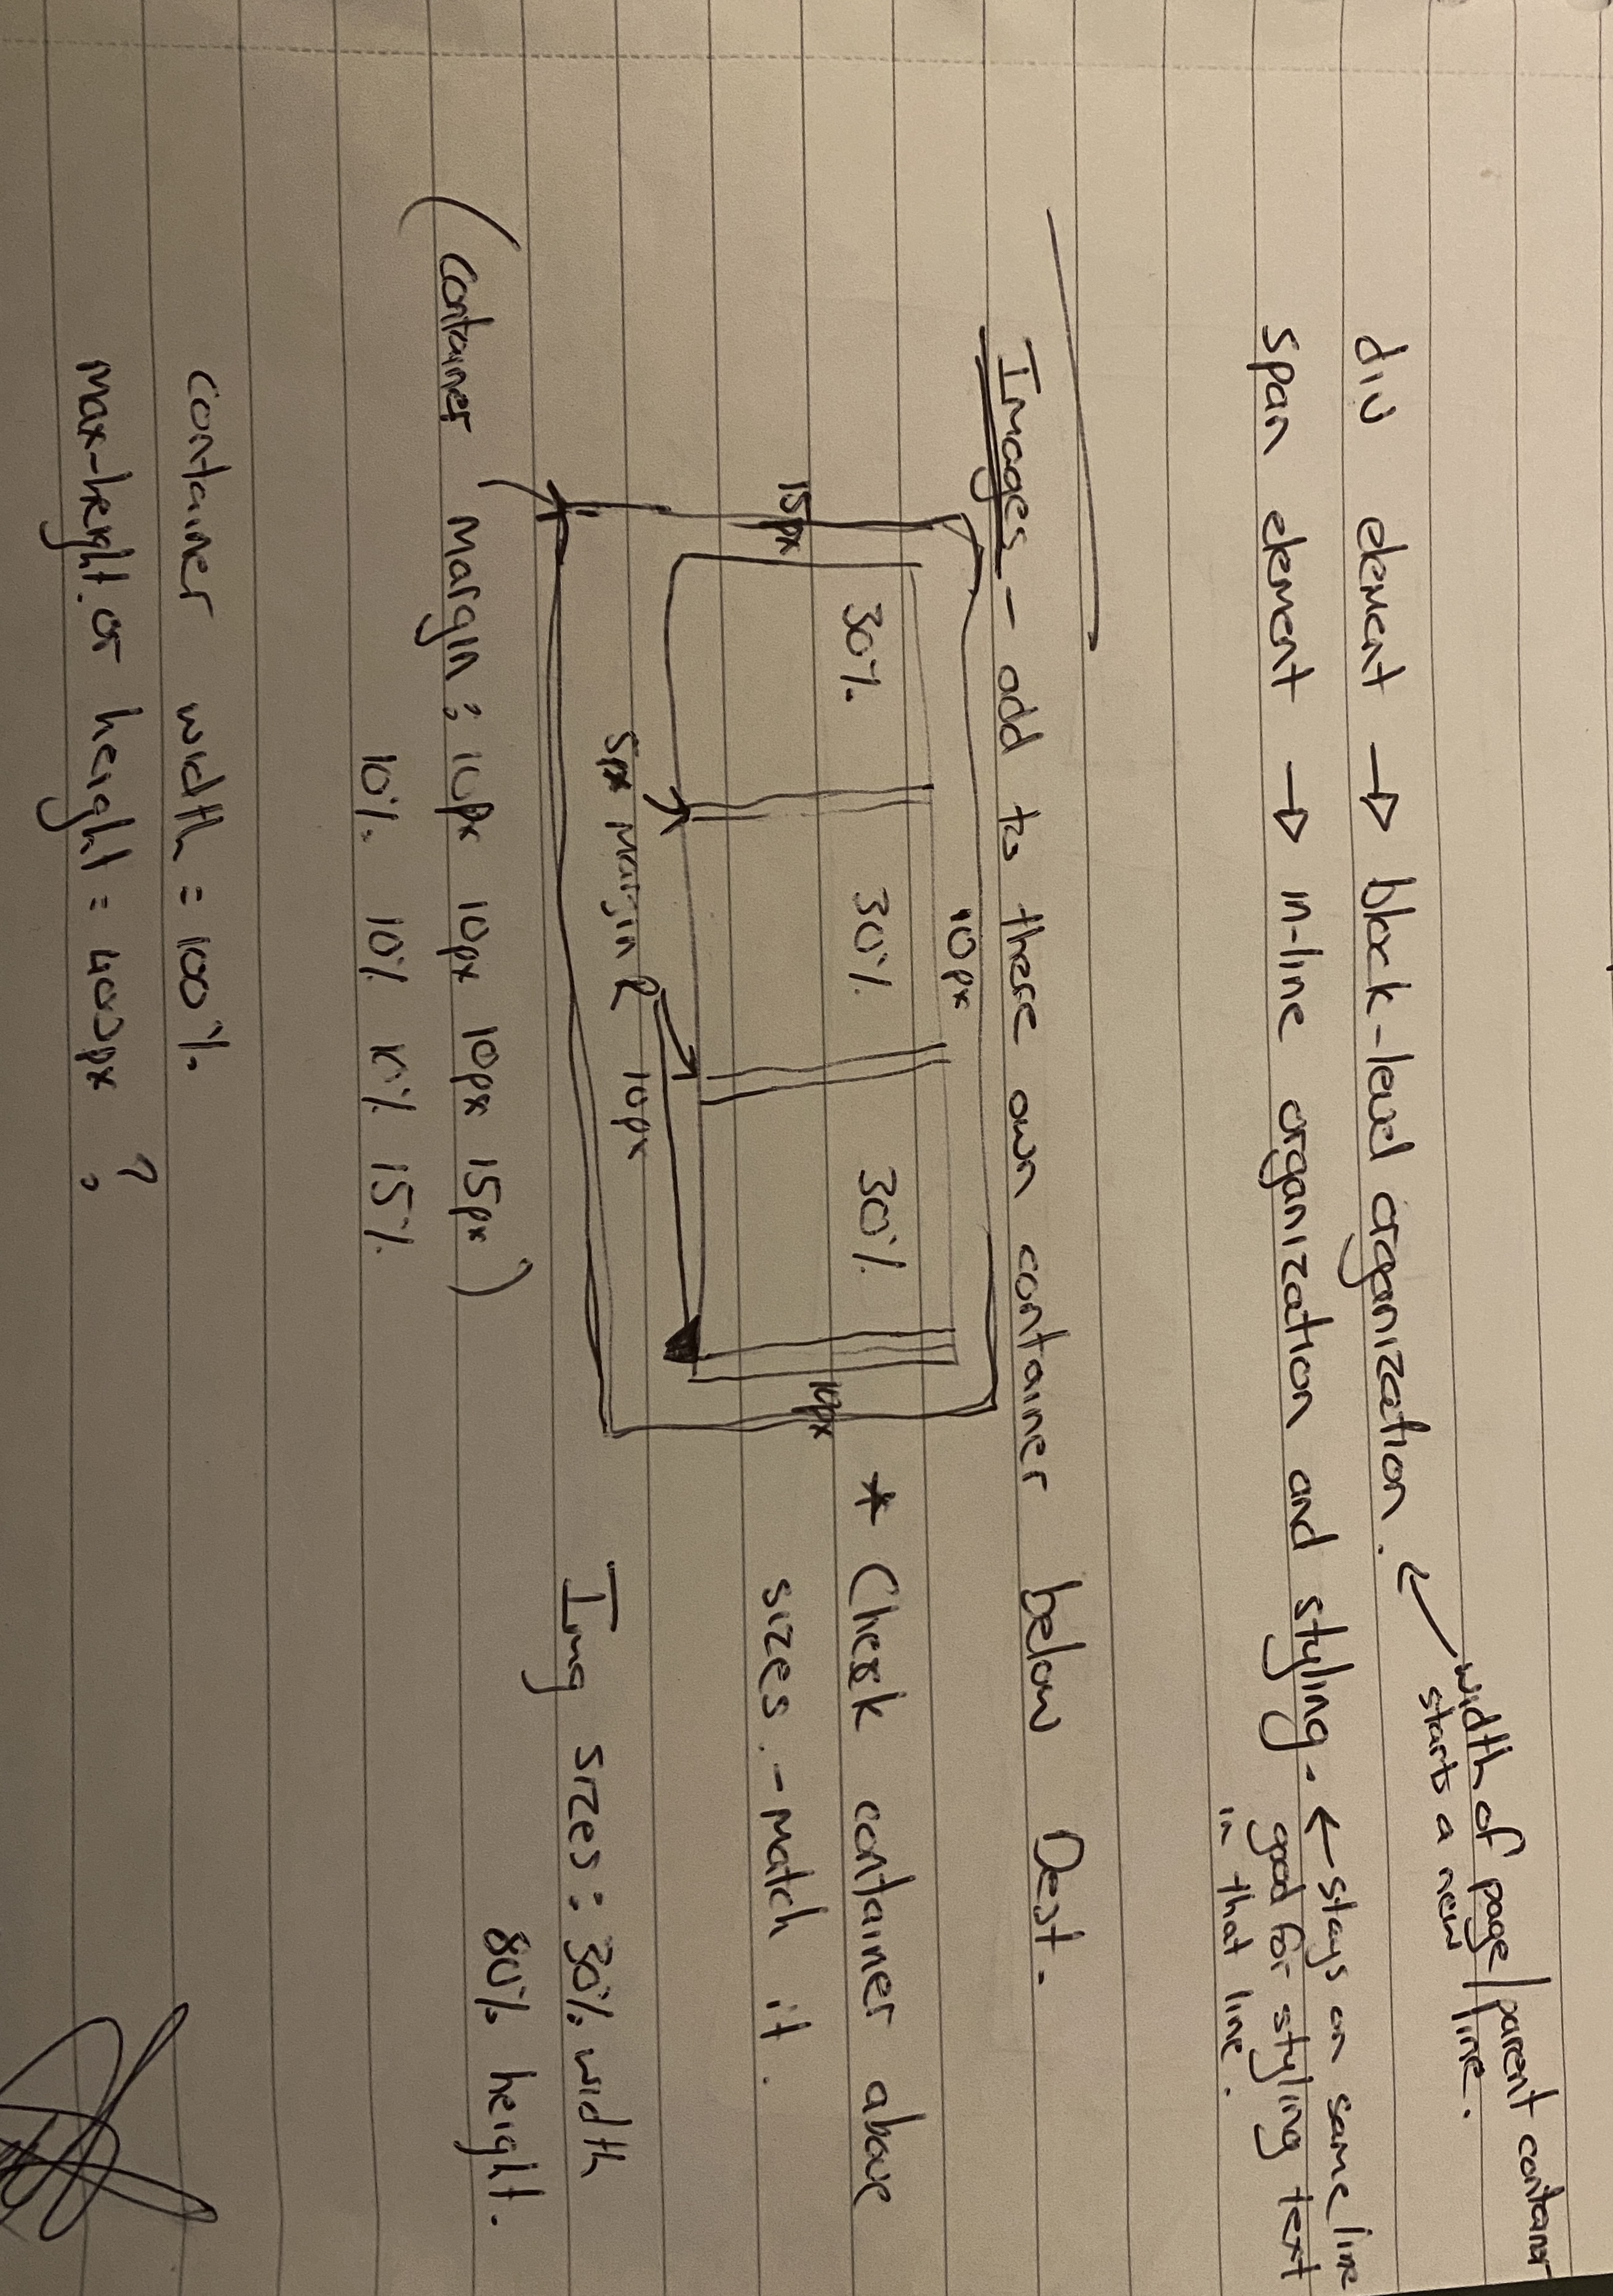 div element → block-level organization. ← width of page/parent container
starts a new line.
span element → in-line organization and styling. ← stays on same line
good for styling text
in that line.
Images - add to there own container below Dest.
10px
15px
30% 30% 30%
10px
* Check container above
sizes. - match it.
5px margin R
10px
Img sizes: 30% width
80% height.
(container margin: 10px 10px 10px 15px)
10% 10% 10% 15%
container width = 100%
max-height or height = 400px ?